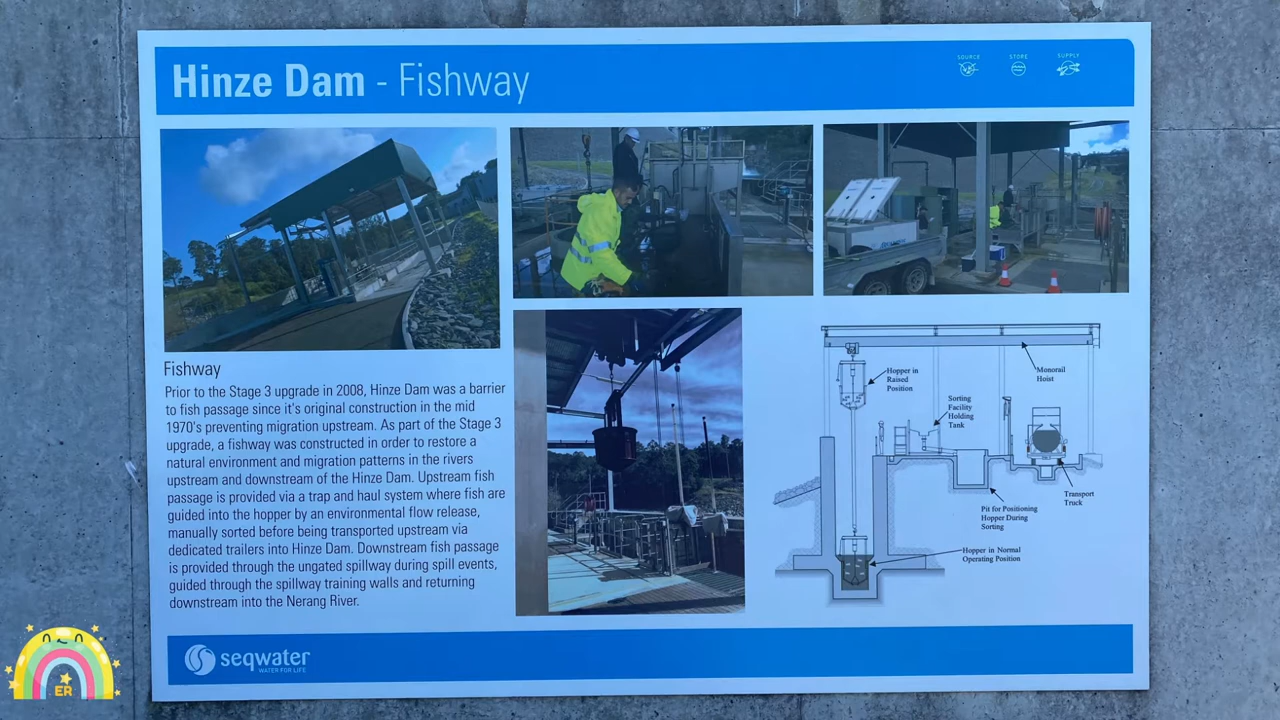 Hinze Dam - Fishway
SOURCE
STORE
SUPPLY
Fishway
Prior to the Stage 3 upgrade in 2008, Hinze Dam was a barrier
to fish passage since it's original construction in the mid
1970's preventing migration upstream. As part of the Stage 3
upgrade, a fishway was constructed in order to restore a
natural environment and migration patterns in the rivers
upstream and downstream of the Hinze Dam. Upstream fish
passage is provided via a trap and haul system where fish are
guided into the hopper by an environmental flow release,
manually sorted before being transported upstream via
dedicated trailers into Hinze Dam. Downstream fish passage
is provided through the ungated spillway during spill events,
guided through the spillway training walls and returning
downstream into the Nerang River.
Hopper in
Raised
Position
Monorail
Hoist
Sorting
Facility
Holding
Tank
Transport
Truck
Pit for Positioning
Hopper During
Sorting
Hopper in Normal
Operating Position
seqwater
WATER FOR LIFE
ER